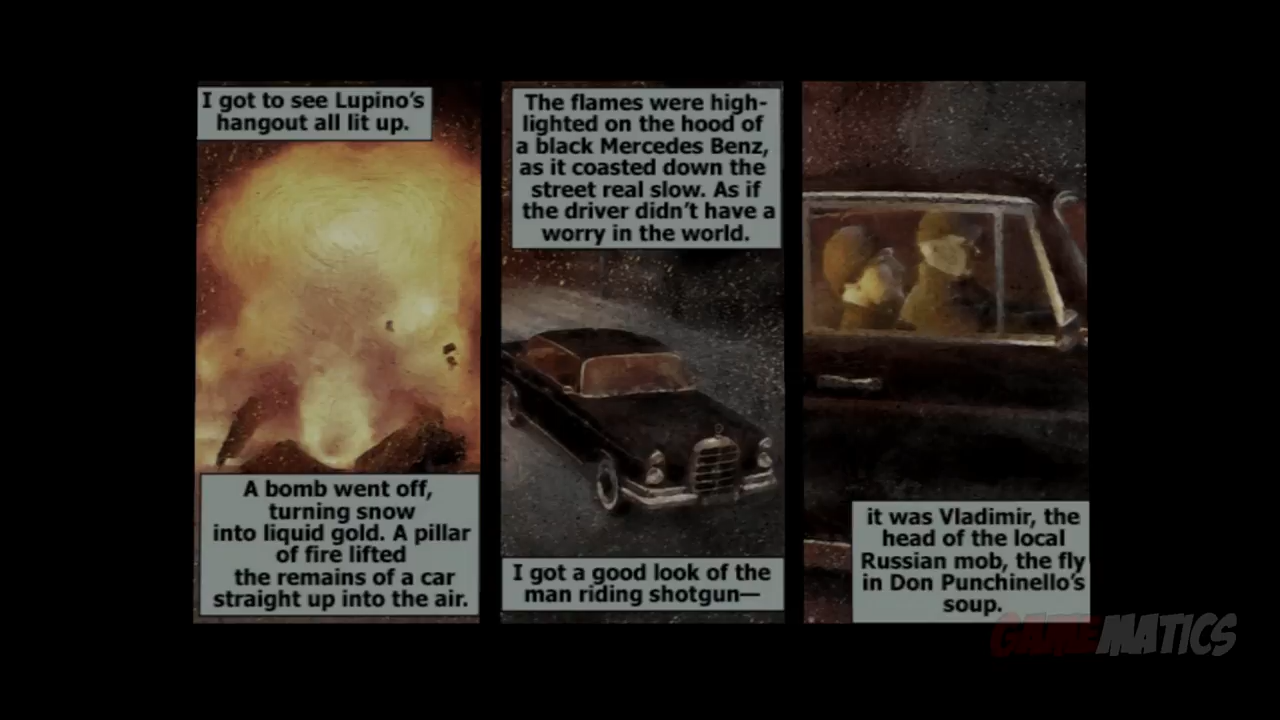 I got to see Lupino's
hangout all lit up.
A bomb went off,
turning snow
into liquid gold. A pillar
of fire lifted
the remains of a car
straight up into the air.
The flames were high-
lighted on the hood of
a black Mercedes Benz,
as it coasted down the
street real slow. As if
the driver didn't have a
worry in the world.
I got a good look of the
man riding shotgun—
it was Vladimir, the
head of the local
Russian mob, the fly
in Don Punchinello's
soup.
GAMEMATICS